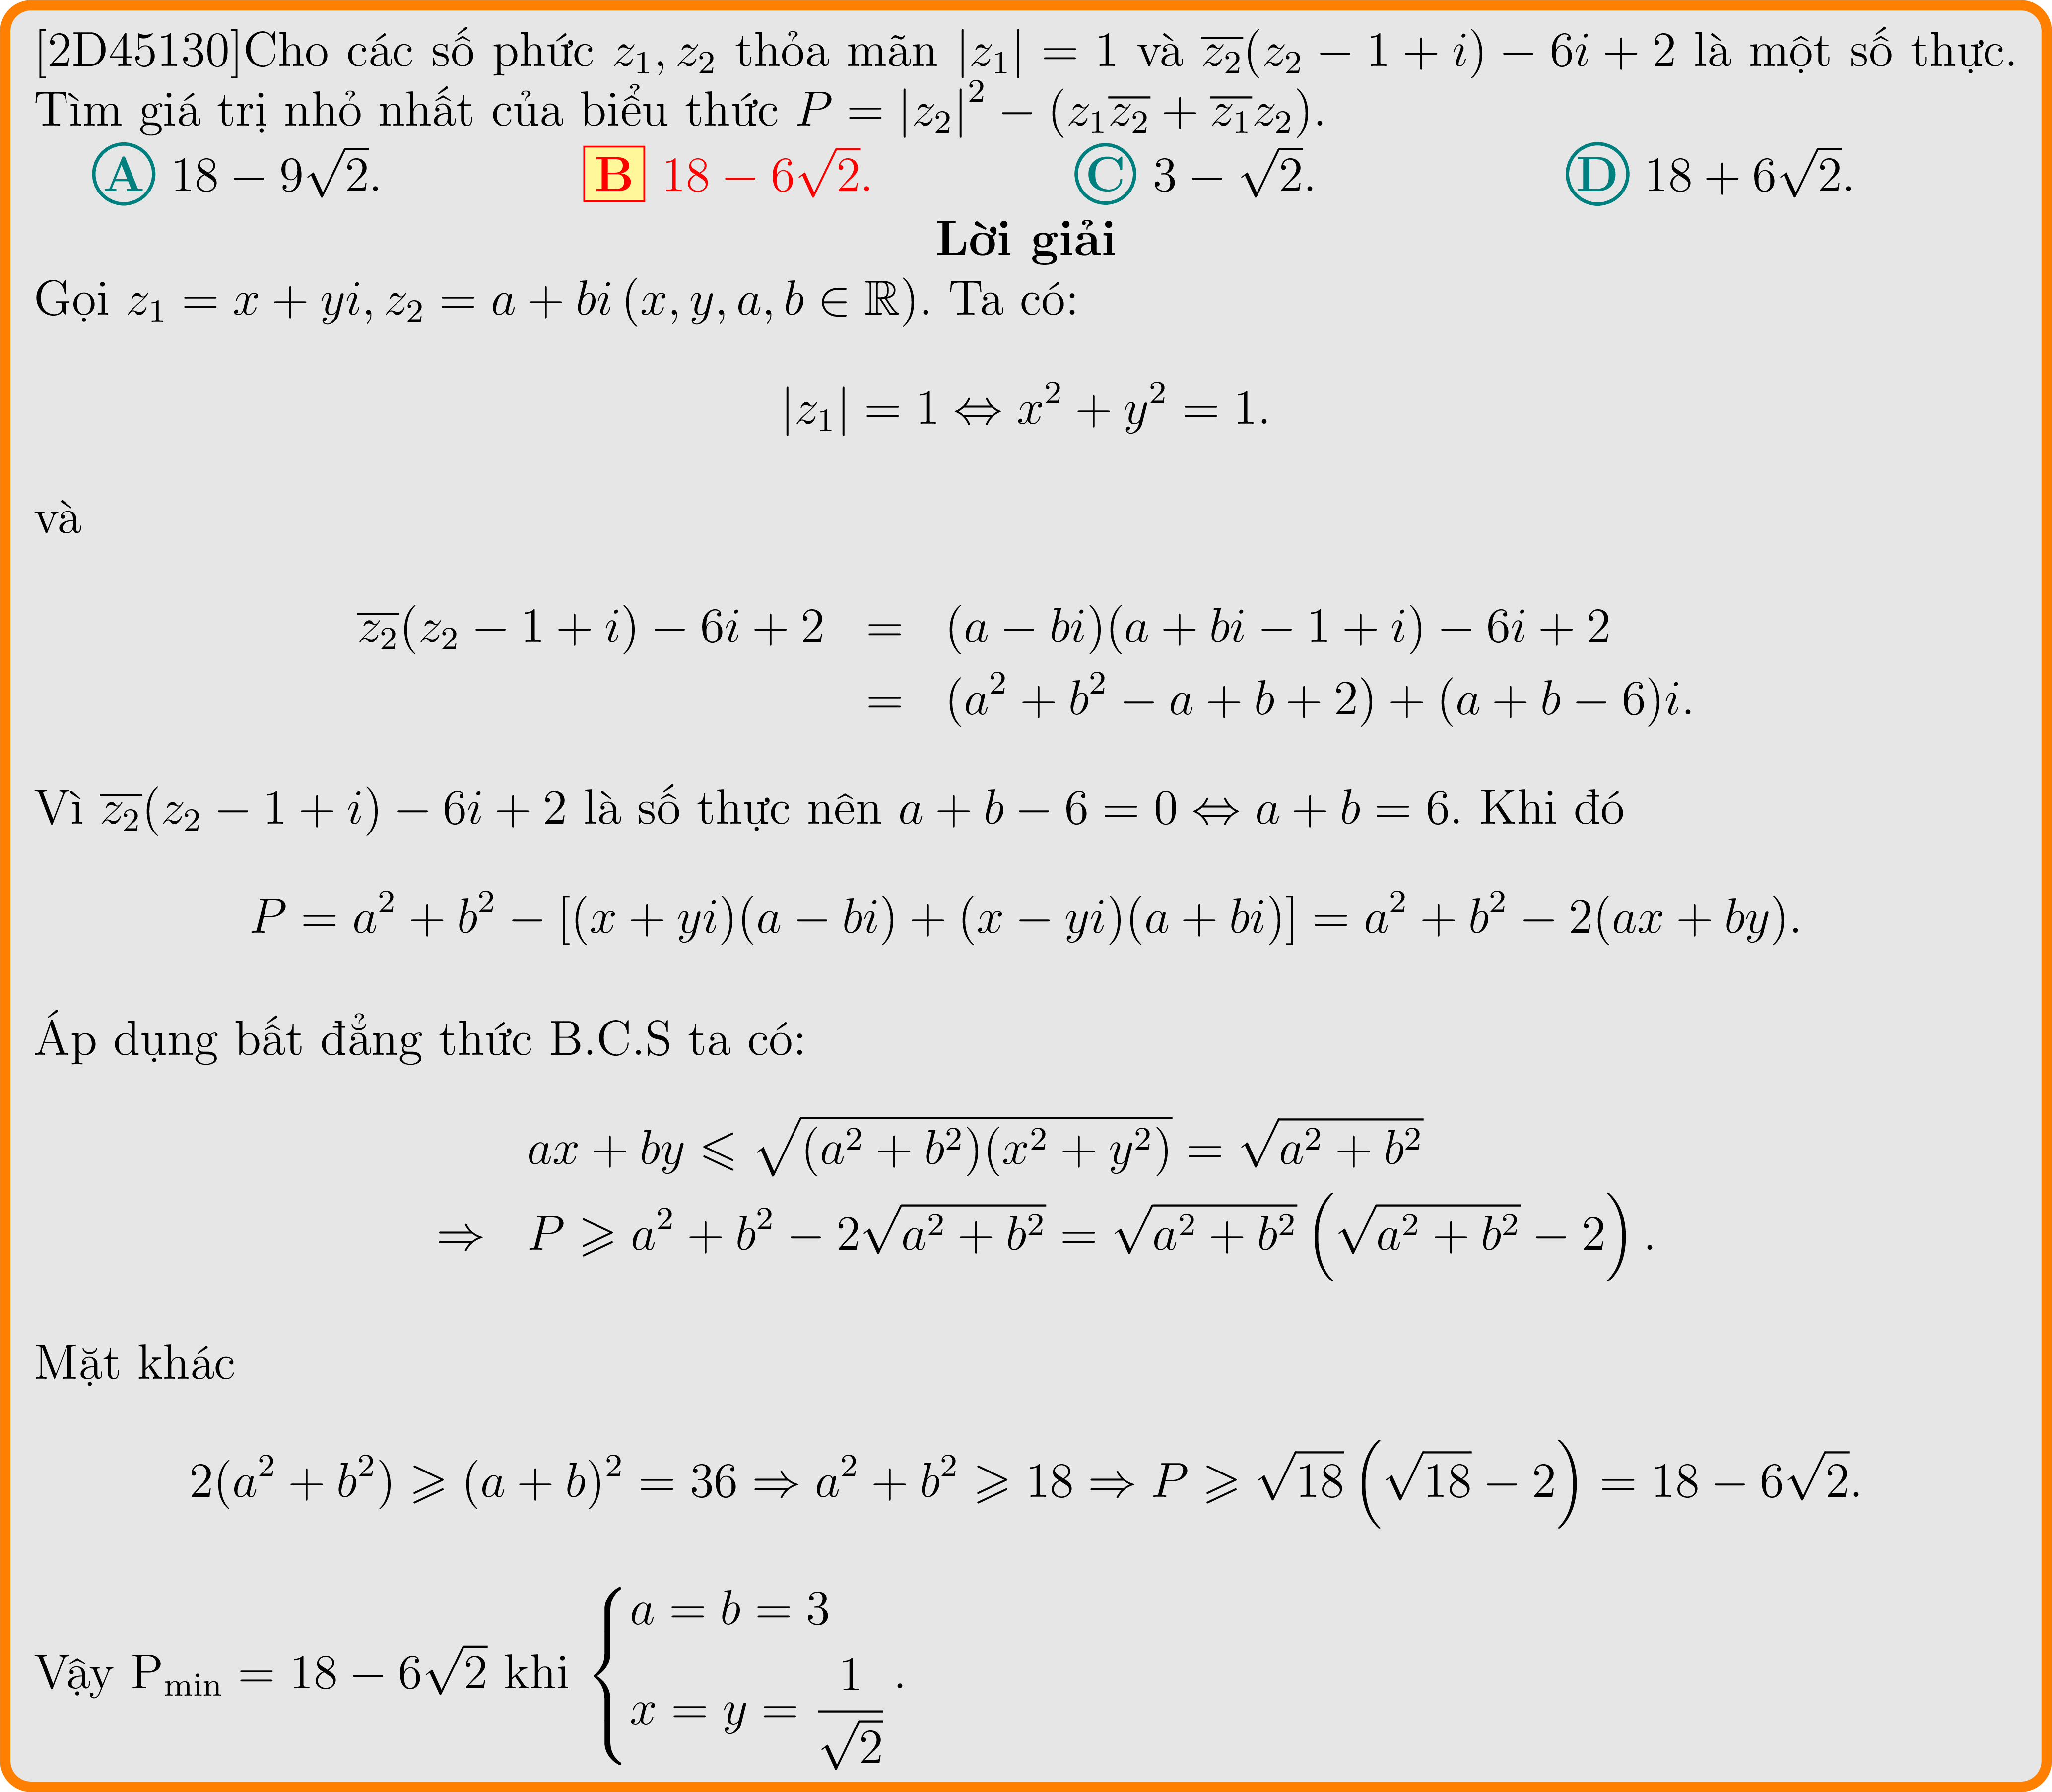 [2D45130]Cho các số phức $z_1, z_2$ thỏa mãn $|z_1| = 1$ và $\overline{z_2}(z_2 - 1 + i) - 6i + 2$ là một số thực.
Tìm giá trị nhỏ nhất của biểu thức $P = |z_2|^2 - (z_1\overline{z_2} + \overline{z_1}z_2)$.
A $18 - 9\sqrt{2}$. B $18 - 6\sqrt{2}$. C $3 - \sqrt{2}$. D $18 + 6\sqrt{2}$.
Lời giải
Gọi $z_1 = x + yi, z_2 = a + bi \, (x, y, a, b \in \mathbb{R})$. Ta có:
$|z_1| = 1 \Leftrightarrow x^2 + y^2 = 1.$
và
$\overline{z_2}(z_2 - 1 + i) - 6i + 2 = (a - bi)(a + bi - 1 + i) - 6i + 2$
$= (a^2 + b^2 - a + b + 2) + (a + b - 6)i.$
Vì $\overline{z_2}(z_2 - 1 + i) - 6i + 2$ là số thực nên $a + b - 6 = 0 \Leftrightarrow a + b = 6$. Khi đó
$P = a^2 + b^2 - [(x + yi)(a - bi) + (x - yi)(a + bi)] = a^2 + b^2 - 2(ax + by).$
Áp dụng bất đẳng thức B.C.S ta có:
$ax + by \leqslant \sqrt{(a^2 + b^2)(x^2 + y^2)} = \sqrt{a^2 + b^2}$
$\Rightarrow P \geqslant a^2 + b^2 - 2\sqrt{a^2 + b^2} = \sqrt{a^2 + b^2}\left(\sqrt{a^2 + b^2} - 2\right).$
Mặt khác
$2(a^2 + b^2) \geqslant (a + b)^2 = 36 \Rightarrow a^2 + b^2 \geqslant 18 \Rightarrow P \geqslant \sqrt{18}\left(\sqrt{18} - 2\right) = 18 - 6\sqrt{2}.$
Vậy $\mathrm{P_{min}} = 18 - 6\sqrt{2}$ khi $\begin{cases} a = b = 3 \\ x = y = \dfrac{1}{\sqrt{2}} \end{cases}$.